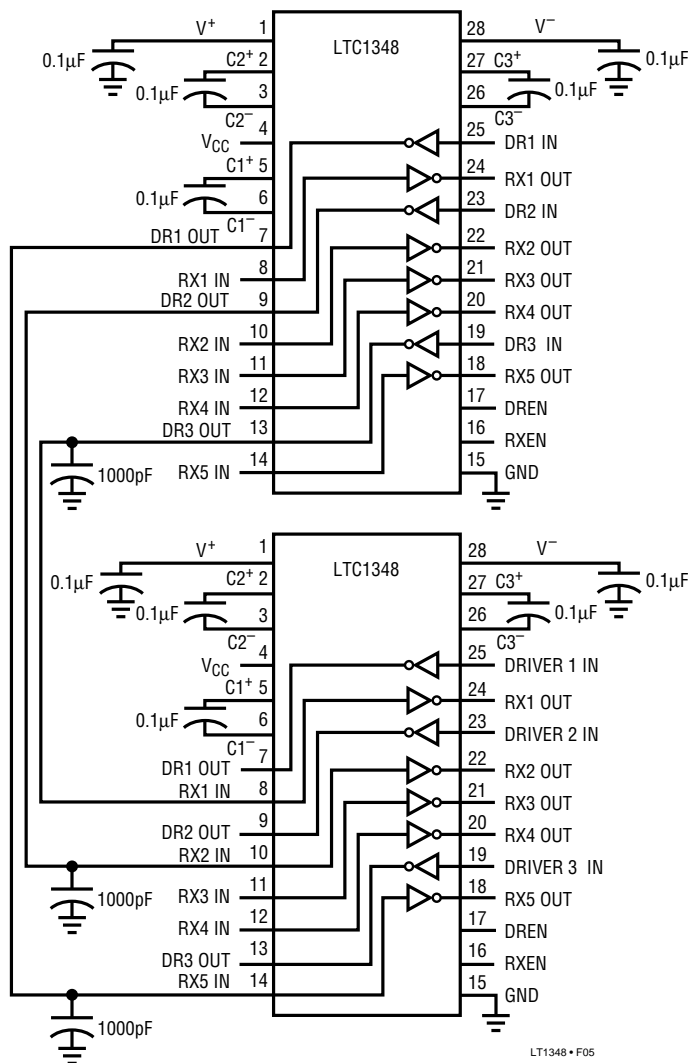 V+ 1 LTC1348 28 V−
0.1µF C2+ 2 27 C3+ 0.1µF
0.1µF 3 26 0.1µF
C2− C3−
VCC 4 25 DR1 IN
C1+ 5 24 RX1 OUT
0.1µF 6 23 DR2 IN
C1−
DR1 OUT 7 22 RX2 OUT
RX1 IN 8 21 RX3 OUT
DR2 OUT 9 20 RX4 OUT
RX2 IN 10 19 DR3 IN
RX3 IN 11 18 RX5 OUT
RX4 IN 12 17 DREN
DR3 OUT 13 16 RXEN
1000pF RX5 IN 14 15 GND
V+ 1 LTC1348 28 V−
0.1µF C2+ 2 27 C3+ 0.1µF
0.1µF 3 26 0.1µF
C2− C3−
VCC 4 25 DRIVER 1 IN
C1+ 5 24 RX1 OUT
0.1µF 6 23 DRIVER 2 IN
C1−
DR1 OUT 7 22 RX2 OUT
RX1 IN 8 21 RX3 OUT
DR2 OUT 9 20 RX4 OUT
RX2 IN 10 19 DRIVER 3 IN
1000pF RX3 IN 11 18 RX5 OUT
RX4 IN 12 17 DREN
DR3 OUT 13 16 RXEN
RX5 IN 14 15 GND
1000pF
LT1348 • F05